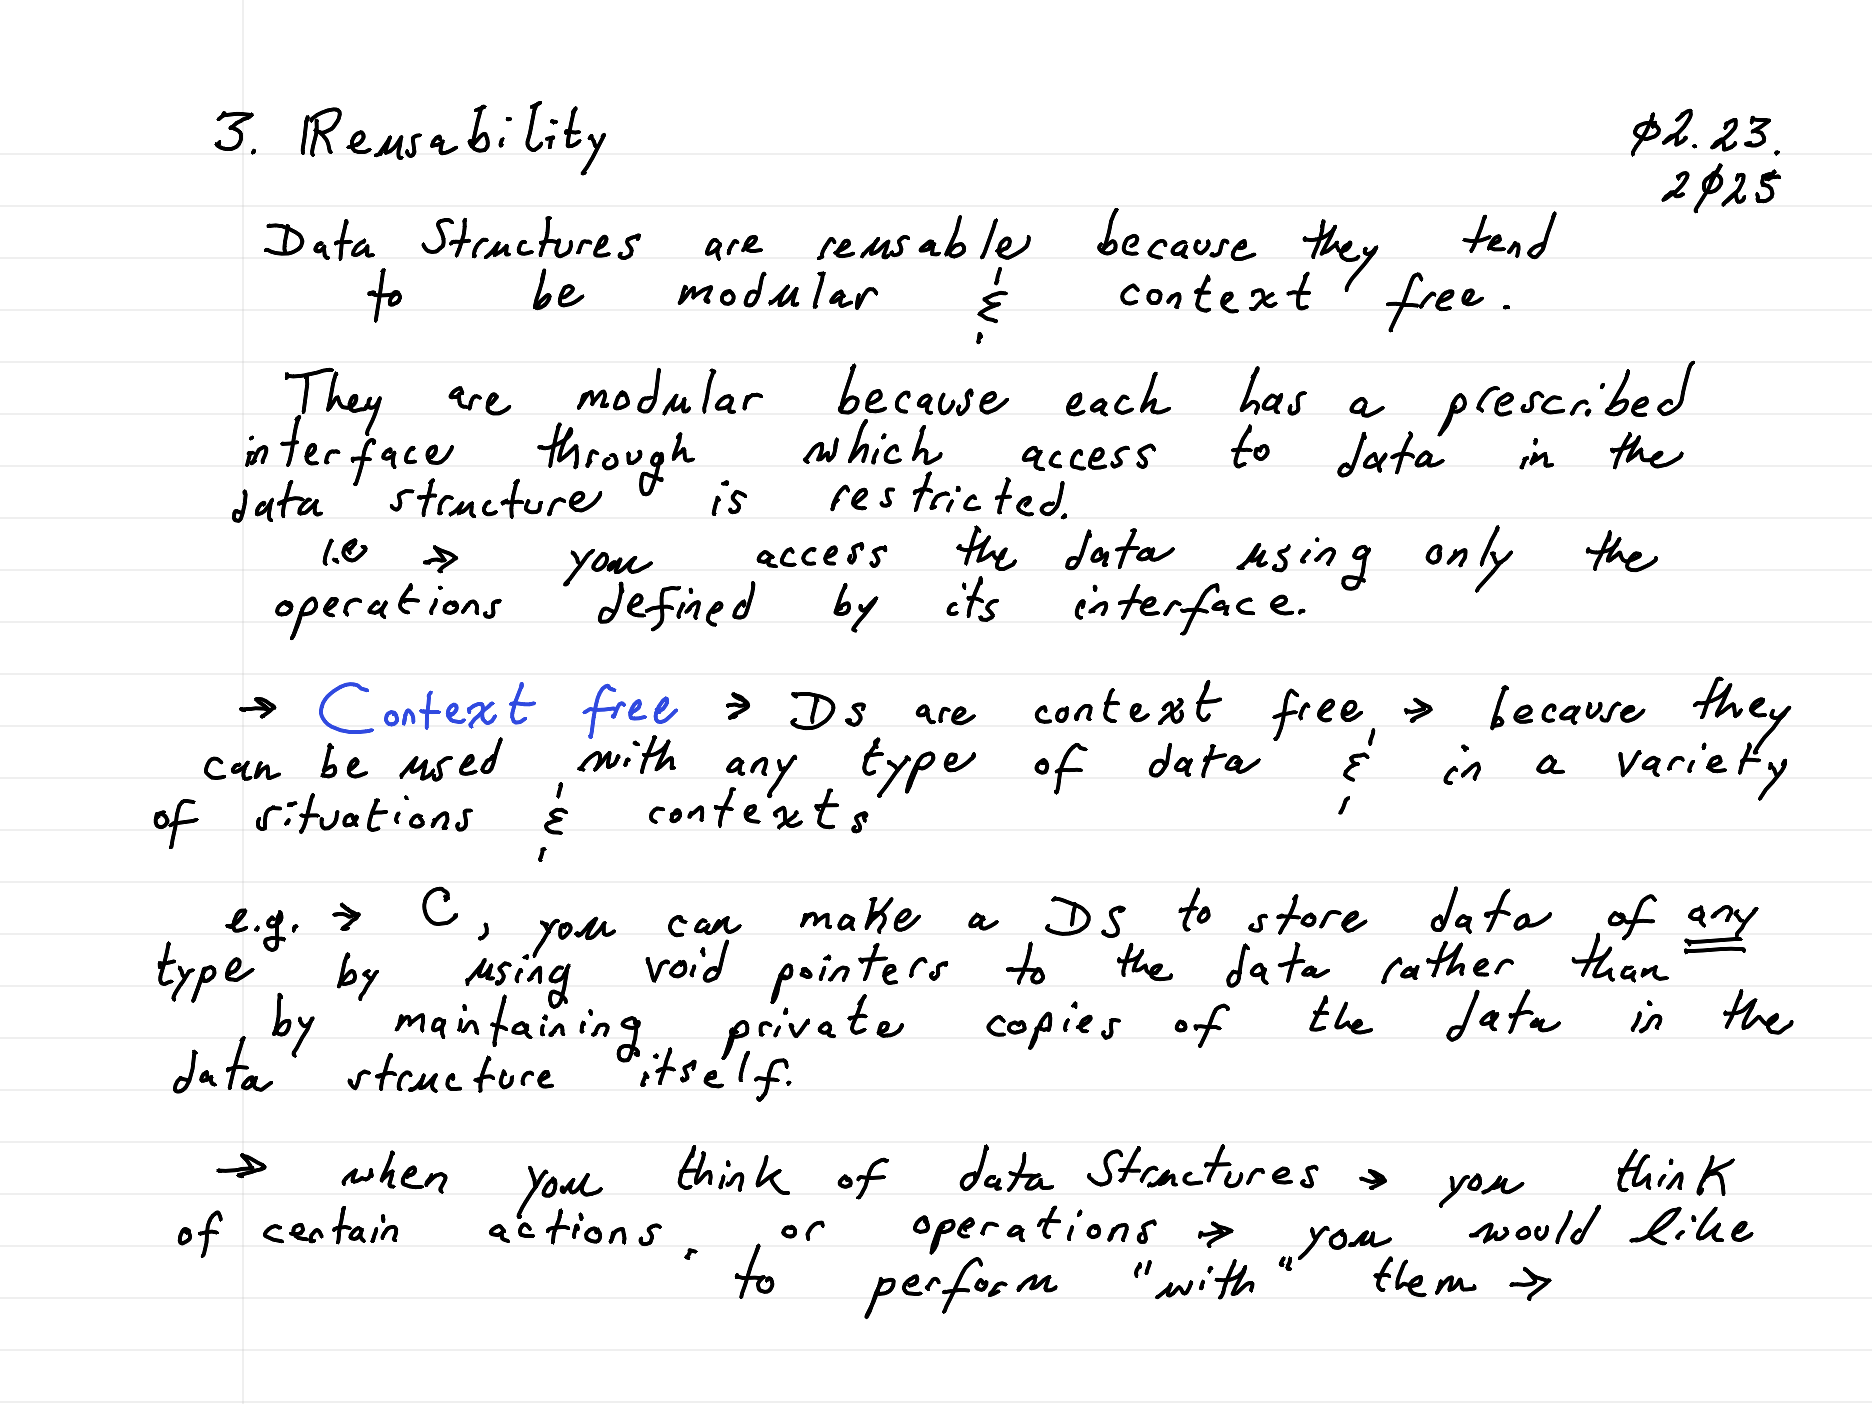 3. Reusability
φ2.23.
2φ25
Data Structures are reusable because they tend
to be modular & context free.
They are modular because each has a prescribed
interface through which access to data in the
data structure is restricted.
i.e → you access the data using only the
operations defined by its interface.
→ Context free → DS are context free → because they
can be used with any type of data & in a variety
of situations & contexts
e.g. → C, you can make a DS to store data of any
type by using void pointers to the data rather than
by maintaining private copies of the data in the
data structure itself.
→ when you think of data Structures → you think
of certain actions, or operations → you would like
to perform "with" them →